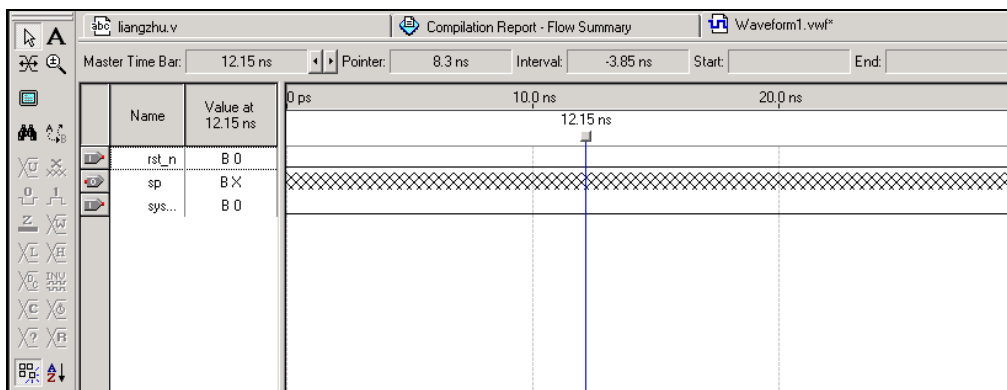 abc liangzhu.v Compilation Report - Flow Summary Waveform1.vwf*
A
Master Time Bar: 12.15 ns Pointer: 8.3 ns Interval: -3.85 ns Start: End:
Name Value at 12.15 ns 0 ps 10.0 ns 20.0 ns
12.15 ns
rst_n B 0
sp B X
sys... B 0